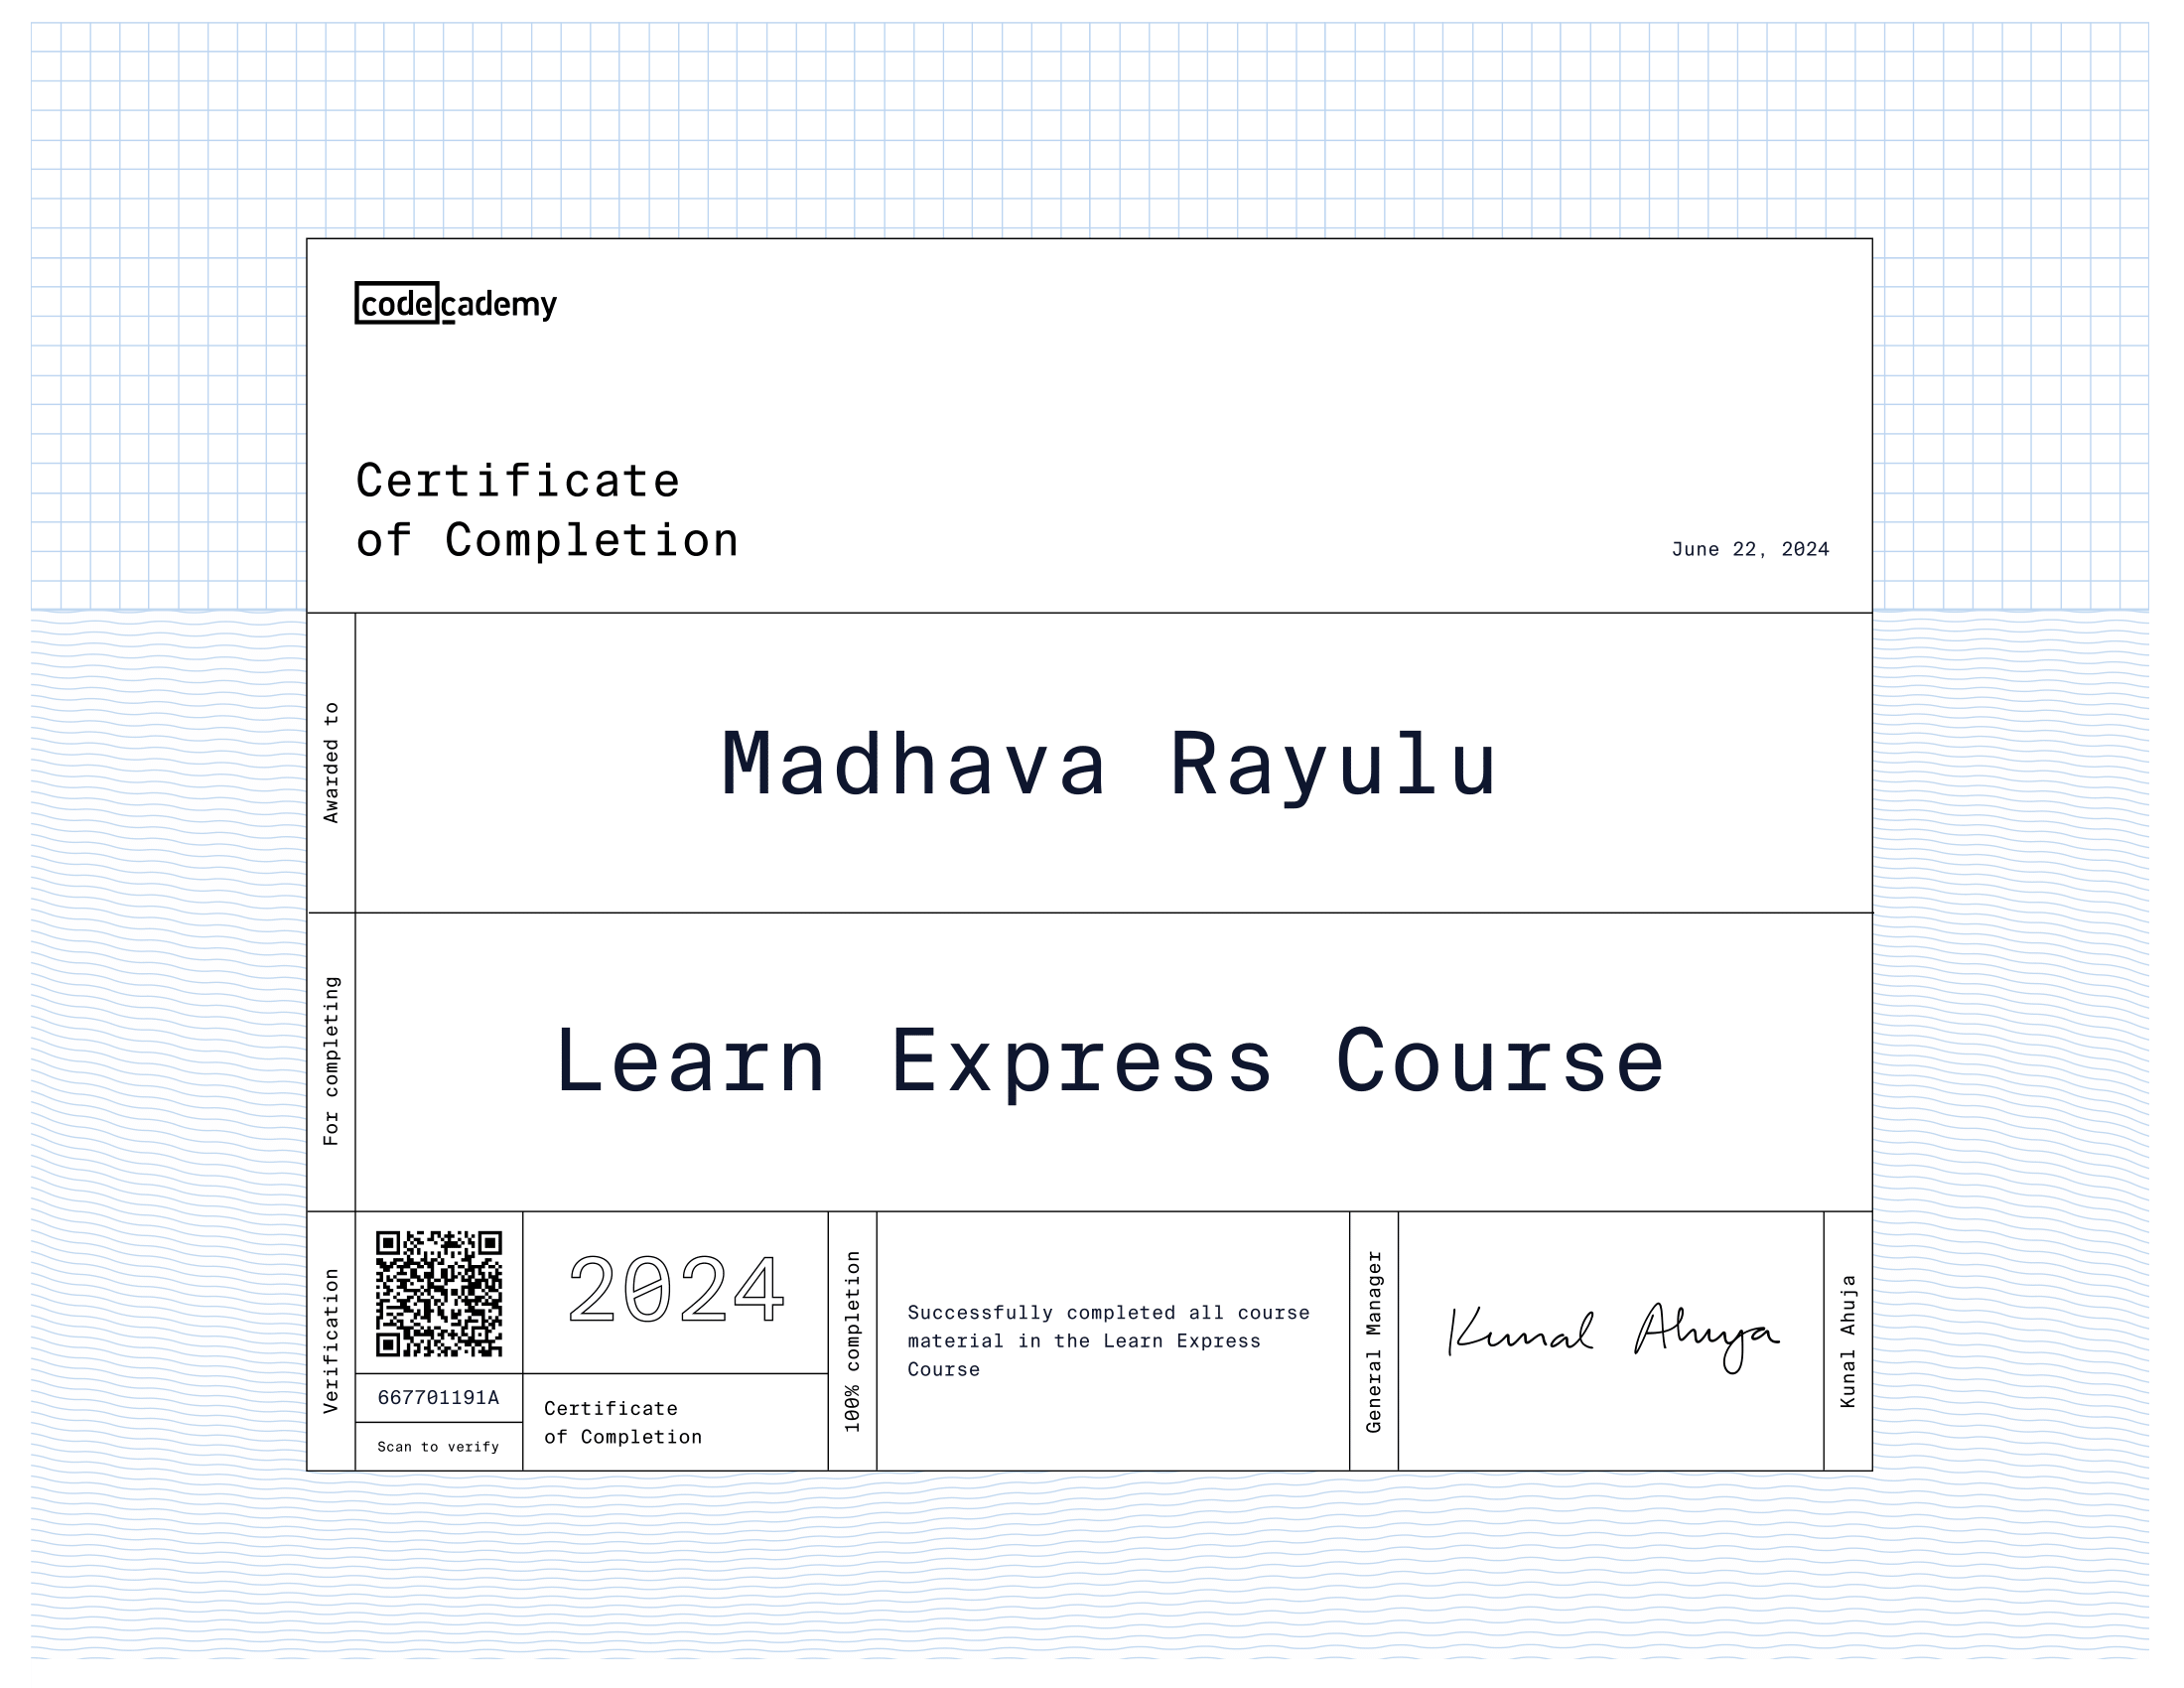 codecademy
Certificate
of Completion
June 22, 2024
Awarded to
Madhava Rayulu
For completing
Learn Express Course
Verification
667701191A
Scan to verify
2024
Certificate
of Completion
100% completion
Successfully completed all course
material in the Learn Express
Course
General Manager
Kunal Ahuja
Kunal Ahuja